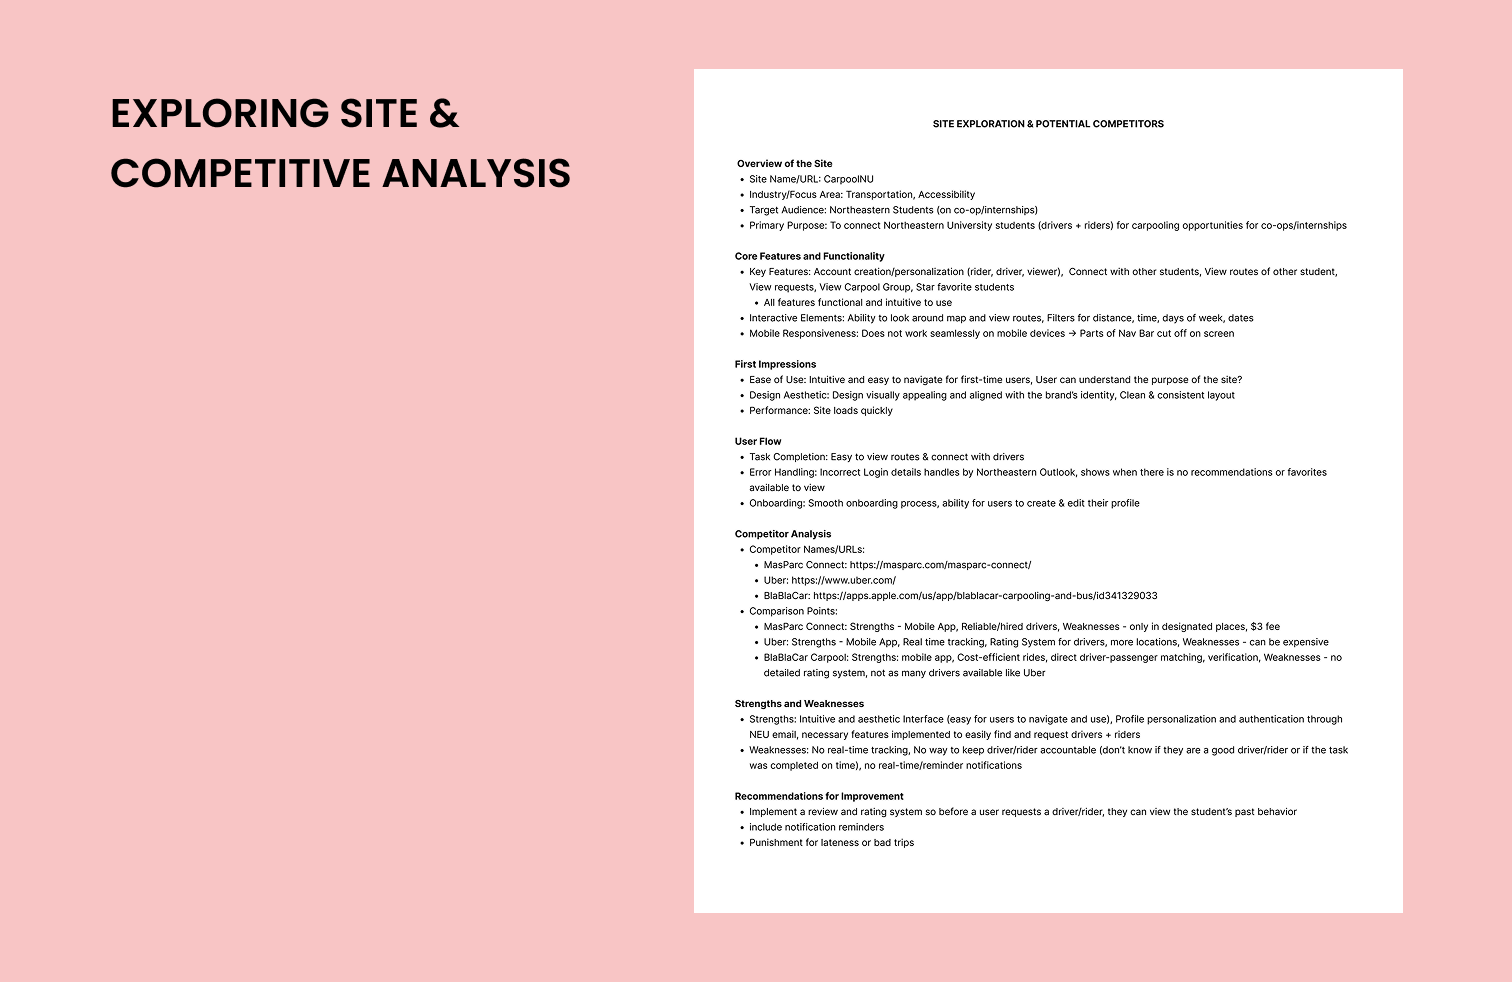 EXPLORING SITE &
COMPETITIVE ANALYSIS
SITE EXPLORATION & POTENTIAL COMPETITORS
Overview of the Site
• Site Name/URL: CarpoolNU
• Industry/Focus Area: Transportation, Accessibility
• Target Audience: Northeastern Students (on co-op/internships)
• Primary Purpose: To connect Northeastern University students (drivers + riders) for carpooling opportunities for co-ops/internships
Core Features and Functionality
• Key Features: Account creation/personalization (rider, driver, viewer),  Connect with other students, View routes of other student,
View requests, View Carpool Group, Star favorite students
• All features functional and intuitive to use
• Interactive Elements: Ability to look around map and view routes, Filters for distance, time, days of week, dates
• Mobile Responsiveness: Does not work seamlessly on mobile devices → Parts of Nav Bar cut off on screen
First Impressions
• Ease of Use: Intuitive and easy to navigate for first-time users, User can understand the purpose of the site?
• Design Aesthetic: Design visually appealing and aligned with the brand's identity, Clean & consistent layout
• Performance: Site loads quickly
User Flow
• Task Completion: Easy to view routes & connect with drivers
• Error Handling: Incorrect Login details handles by Northeastern Outlook, shows when there is no recommendations or favorites
available to view
• Onboarding: Smooth onboarding process, ability for users to create & edit their profile
Competitor Analysis
• Competitor Names/URLs:
• MasParc Connect: https://masparc.com/masparc-connect/
• Uber: https://www.uber.com/
• BlaBlaCar: https://apps.apple.com/us/app/blablacar-carpooling-and-bus/id341329033
• Comparison Points:
• MasParc Connect: Strengths - Mobile App, Reliable/hired drivers, Weaknesses - only in designated places, $3 fee
• Uber: Strengths - Mobile App, Real time tracking, Rating System for drivers, more locations, Weaknesses - can be expensive
• BlaBlaCar Carpool: Strengths: mobile app, Cost-efficient rides, direct driver-passenger matching, verification, Weaknesses - no
detailed rating system, not as many drivers available like Uber
Strengths and Weaknesses
• Strengths: Intuitive and aesthetic Interface (easy for users to navigate and use), Profile personalization and authentication through
NEU email, necessary features implemented to easily find and request drivers + riders
• Weaknesses: No real-time tracking, No way to keep driver/rider accountable (don't know if they are a good driver/rider or if the task
was completed on time), no real-time/reminder notifications
Recommendations for Improvement
• Implement a review and rating system so before a user requests a driver/rider, they can view the student's past behavior
• include notification reminders
• Punishment for lateness or bad trips